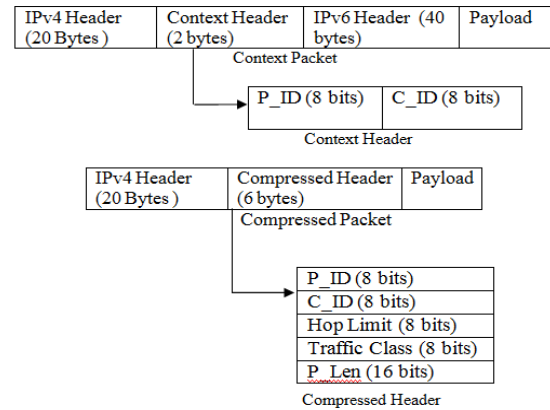 IPv4 Header
(20 Bytes )
Context Header
(2 bytes)
IPv6 Header (40
bytes)
Payload
Context Packet
P_ID (8 bits)
C_ID (8 bits)
Context Header
IPv4 Header
(20 Bytes )
Compressed Header
(6 bytes)
Payload
Compressed Packet
P_ID (8 bits)
C_ID (8 bits)
Hop Limit (8 bits)
Traffic Class (8 bits)
P_Len (16 bits)
Compressed Header